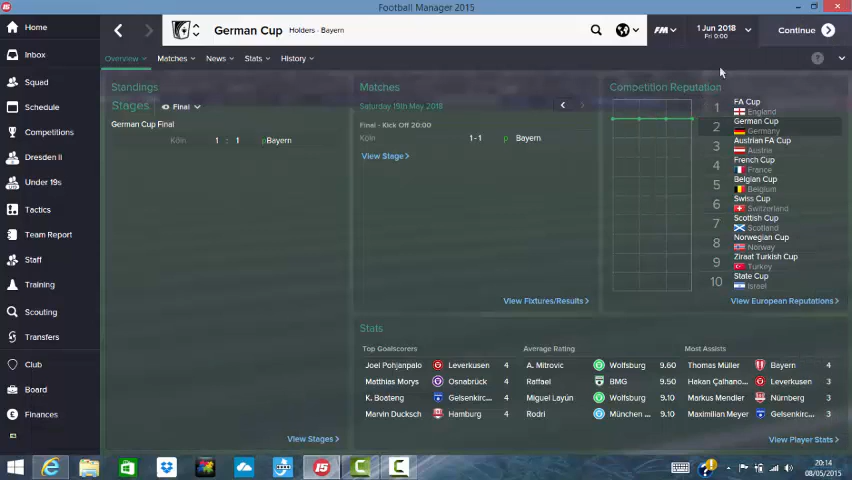 Football Manager 2015
15
Home
German Cup Holders - Bayern
FM
1 Jun 2018
Fri 0:00
Continue
Inbox
Overview
Matches
News
Stats
History
Squad
Schedule
Competitions
Dresden II
Under 19s
Tactics
Team Report
Staff
Training
Scouting
Transfers
Club
Board
Finances
Standings
Stages
Final
German Cup Final
Köln 1 : 1 pBayern
View Stages
Matches
Saturday 19th May 2018
Final - Kick Off 20:00
Köln 1-1 p Bayern
View Stage
View Fixtures/Results
Competition Reputation
1 FA Cup
England
2 German Cup
Germany
3 Austrian FA Cup
Austria
4 French Cup
France
5 Belgian Cup
Belgium
6 Swiss Cup
Switzerland
7 Scottish Cup
Scotland
8 Norwegian Cup
Norway
9 Ziraat Turkish Cup
Turkey
10 State Cup
Israel
View European Reputations
Stats
Top Goalscorers
Joel Pohjanpalo Leverkusen 4
Matthias Morys Osnabrück 4
K. Boateng Gelsenkirc... 4
Marvin Ducksch Hamburg 4
Average Rating
A. Mitrovic Wolfsburg 9.60
Raffael BMG 9.50
Miguel Layún Wolfsburg 9.10
Rodri München ... 9.10
Most Assists
Thomas Müller Bayern 4
Hakan Çalhano... Leverkusen 3
Markus Mendler Nürnberg 3
Maximilian Meyer Gelsenkirc... 3
View Player Stats
15
20:14
08/05/2015